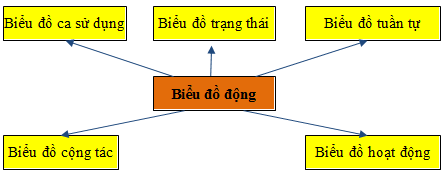 Biểu đồ ca sử dụng
Biểu đồ trạng thái
Biểu đồ tuần tự
Biểu đồ động
Biểu đồ cộng tác
Biểu đồ hoạt động